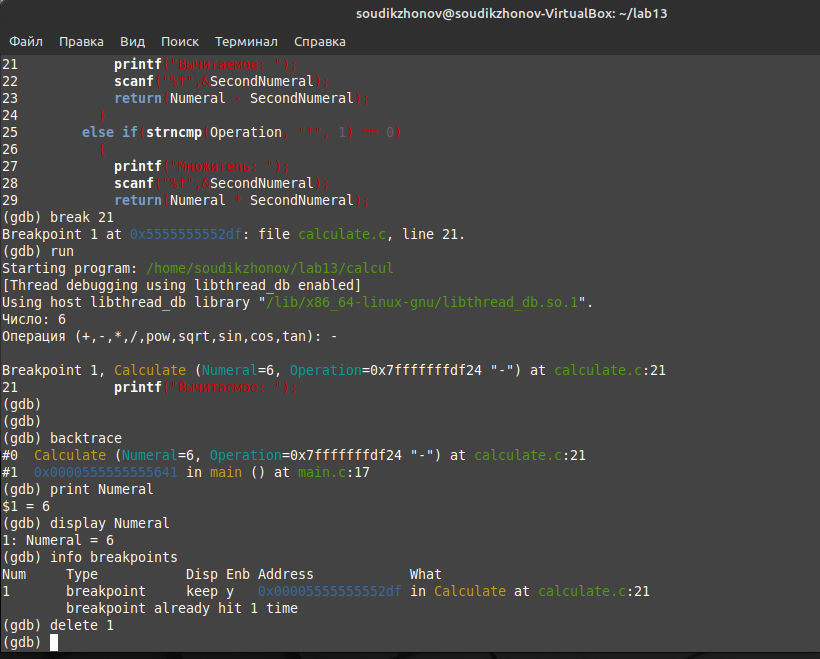 soudikzhonov@soudikzhonov-VirtualBox: ~/lab13
Файл Правка Вид Поиск Терминал Справка
21 printf("Вычитаемое: ");
22 scanf("%f",&SecondNumeral);
23 return(Numeral - SecondNumeral);
24 }
25 else if(strncmp(Operation, "*", 1) == 0)
26 {
27 printf("Множитель: ");
28 scanf("%f",&SecondNumeral);
29 return(Numeral * SecondNumeral);
(gdb) break 21
Breakpoint 1 at 0x5555555552df: file calculate.c, line 21.
(gdb) run
Starting program: /home/soudikzhonov/lab13/calcul
[Thread debugging using libthread_db enabled]
Using host libthread_db library "/lib/x86_64-linux-gnu/libthread_db.so.1".
Число: 6
Операция (+,-,*,/,pow,sqrt,sin,cos,tan): -
Breakpoint 1, Calculate (Numeral=6, Operation=0x7fffffffdf24 "-") at calculate.c:21
21 printf("Вычитаемое: ");
(gdb)
(gdb)
(gdb) backtrace
#0 Calculate (Numeral=6, Operation=0x7fffffffdf24 "-") at calculate.c:21
#1 0x0000555555555641 in main () at main.c:17
(gdb) print Numeral
$1 = 6
(gdb) display Numeral
1: Numeral = 6
(gdb) info breakpoints
Num Type Disp Enb Address What
1 breakpoint keep y 0x00005555555552df in Calculate at calculate.c:21
breakpoint already hit 1 time
(gdb) delete 1
(gdb)